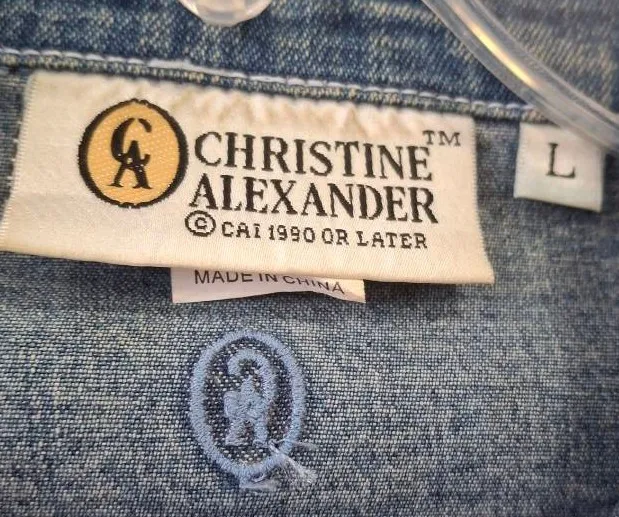 CA
CHRISTINE™
ALEXANDER
© CAI 1990 OR LATER
L
MADE IN CHINA